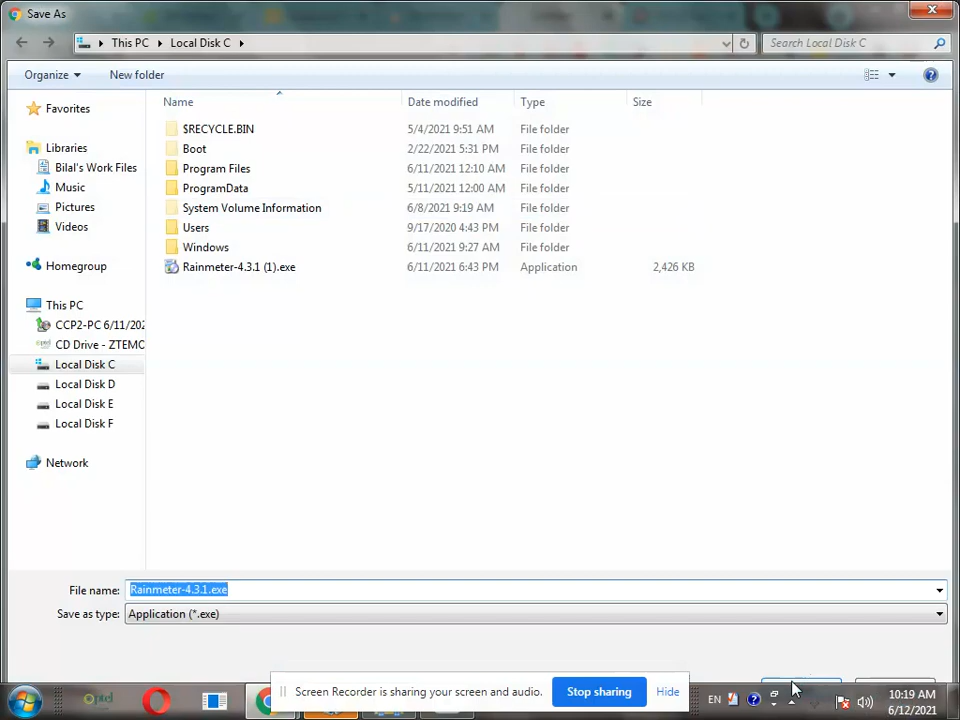 Save As
This PC Local Disk C
Search Local Disk C
Organize New folder
Name Date modified Type Size
Favorites
Libraries
Bilal's Work Files
Music
Pictures
Videos
Homegroup
This PC
CCP2-PC 6/11/202
CD Drive - ZTEMO
Local Disk C
Local Disk D
Local Disk E
Local Disk F
Network
$RECYCLE.BIN 5/4/2021 9:51 AM File folder
Boot 2/22/2021 5:31 PM File folder
Program Files 6/11/2021 12:10 AM File folder
ProgramData 5/11/2021 12:00 AM File folder
System Volume Information 6/8/2021 9:19 AM File folder
Users 9/17/2020 4:43 PM File folder
Windows 6/11/2021 9:27 AM File folder
Rainmeter-4.3.1 (1).exe 6/11/2021 6:43 PM Application 2,426 KB
File name: Rainmeter-4.3.1.exe
Save as type: Application (*.exe)
Screen Recorder is sharing your screen and audio. Stop sharing Hide
EN
10:19 AM
6/12/2021